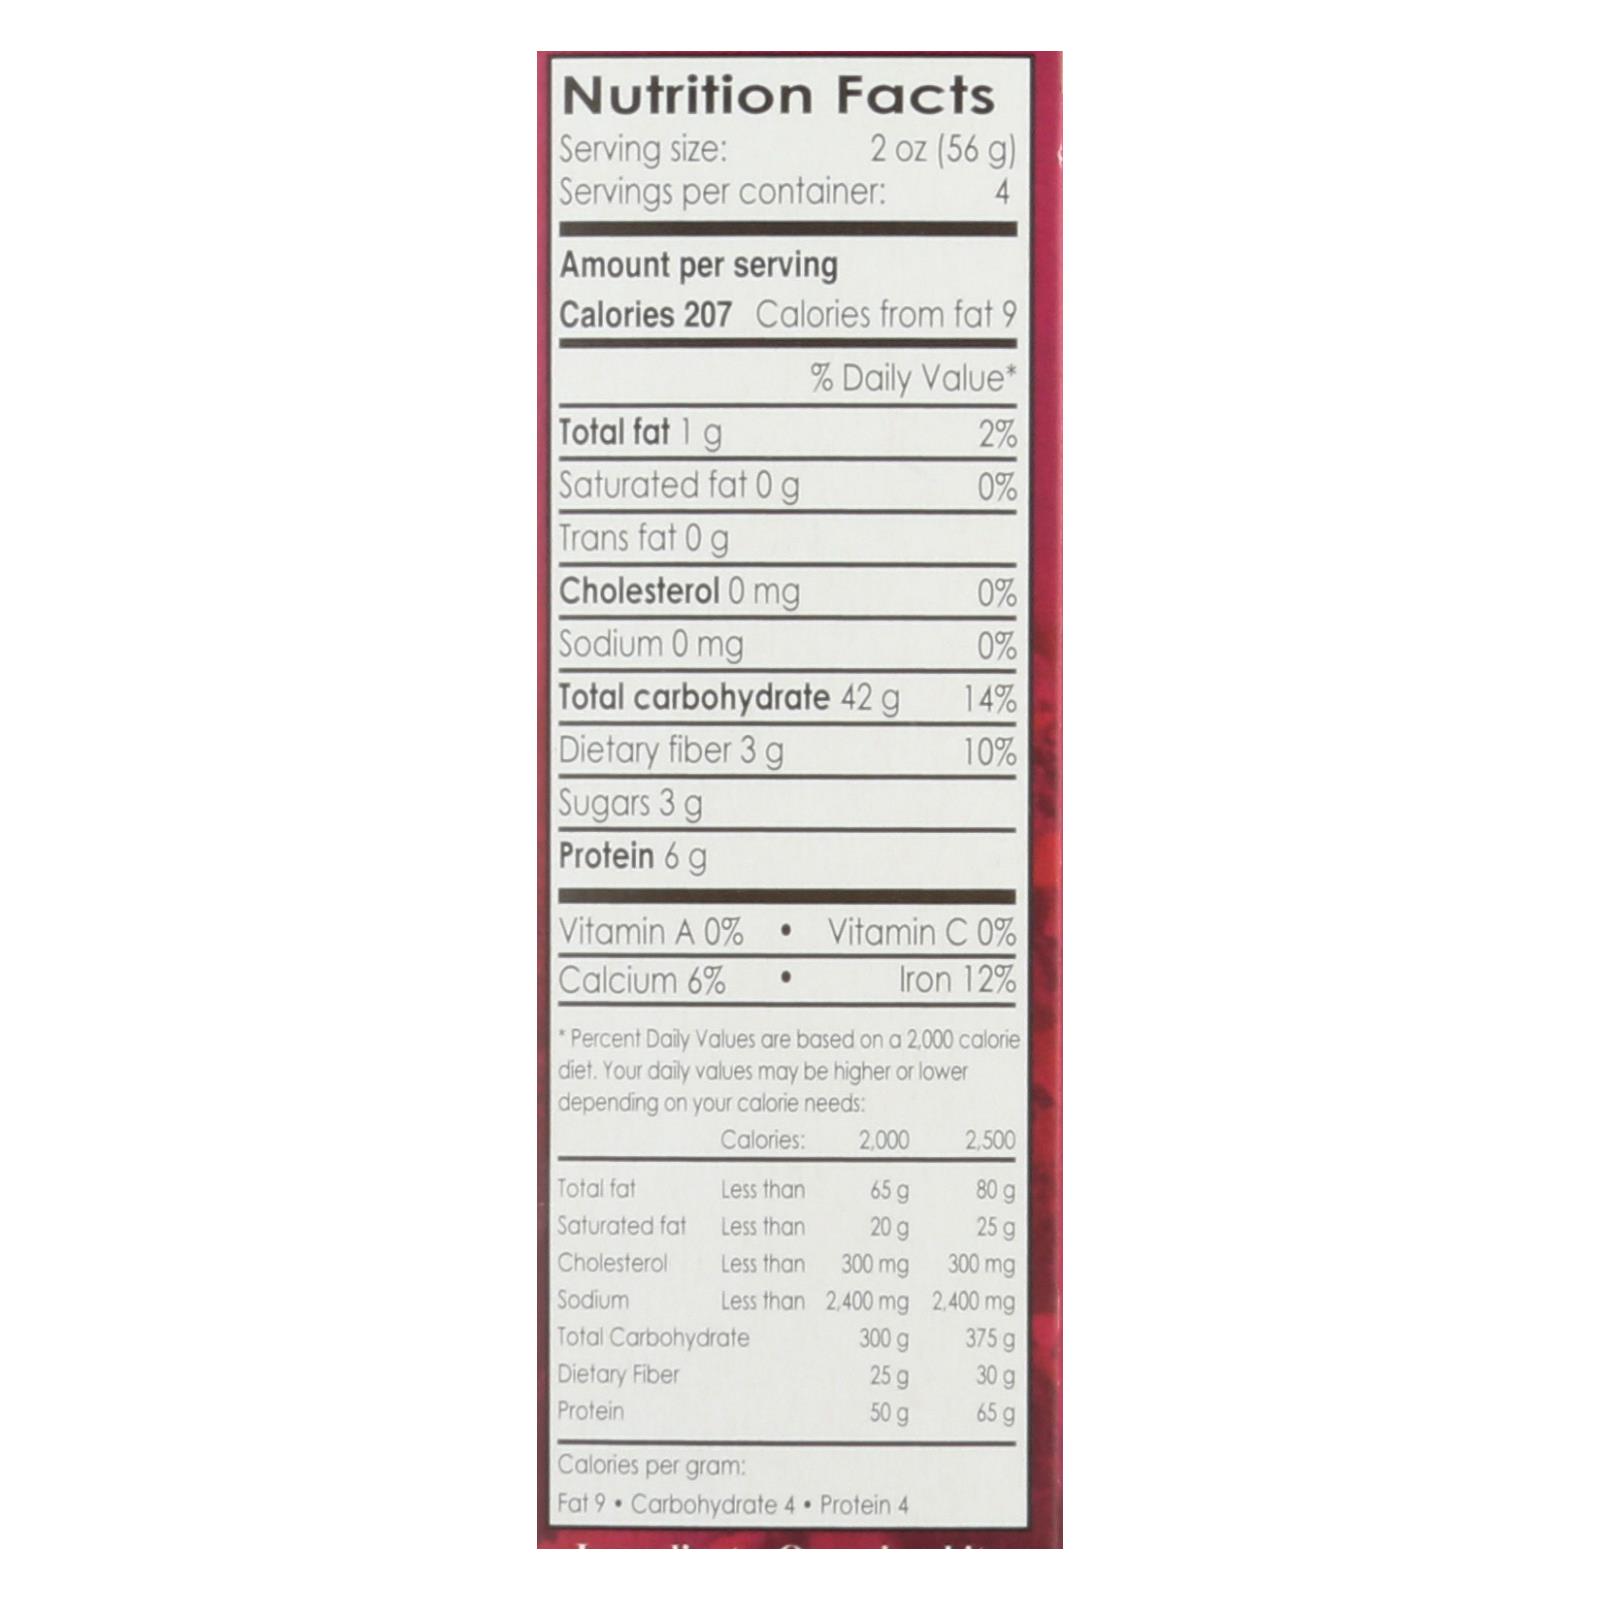 Nutrition Facts
Serving size: 2 oz (56 g)
Servings per container: 4
Amount per serving
Calories 207 Calories from fat 9
% Daily Value*
Total fat 1 g 2%
Saturated fat 0 g 0%
Trans fat 0 g
Cholesterol 0 mg 0%
Sodium 0 mg 0%
Total carbohydrate 42 g 14%
Dietary fiber 3 g 10%
Sugars 3 g
Protein 6 g
Vitamin A 0% • Vitamin C 0%
Calcium 6% • Iron 12%
* Percent Daily Values are based on a 2,000 calorie
diet. Your daily values may be higher or lower
depending on your calorie needs:
Calories: 2,000 2,500
Total fat Less than 65 g 80 g
Saturated fat Less than 20 g 25 g
Cholesterol Less than 300 mg 300 mg
Sodium Less than 2,400 mg 2,400 mg
Total Carbohydrate 300 g 375 g
Dietary Fiber 25 g 30 g
Protein 50 g 65 g
Calories per gram:
Fat 9 • Carbohydrate 4 • Protein 4